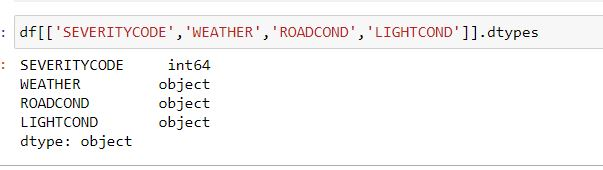 : df[['SEVERITYCODE','WEATHER','ROADCOND','LIGHTCOND']].dtypes
: SEVERITYCODE     int64
WEATHER         object
ROADCOND        object
LIGHTCOND       object
dtype: object